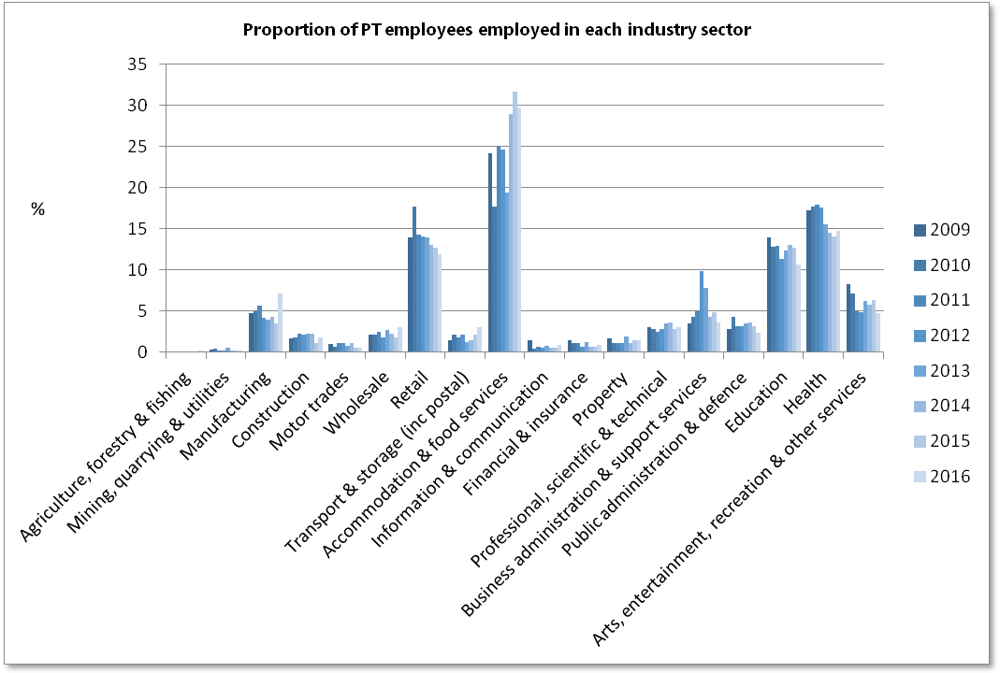 Proportion of PT employees employed in each industry sector
35
30
25
20
15
10
5
0
%
Agriculture, forestry & fishing
Mining, quarrying & utilities
Manufacturing
Construction
Motor trades
Wholesale
Retail
Transport & storage (inc postal)
Accommodation & food services
Information & communication
Financial & insurance
Property
Professional, scientific & technical
Business administration & support services
Public administration & defence
Education
Health
Arts, entertainment, recreation & other services
2009
2010
2011
2012
2013
2014
2015
2016